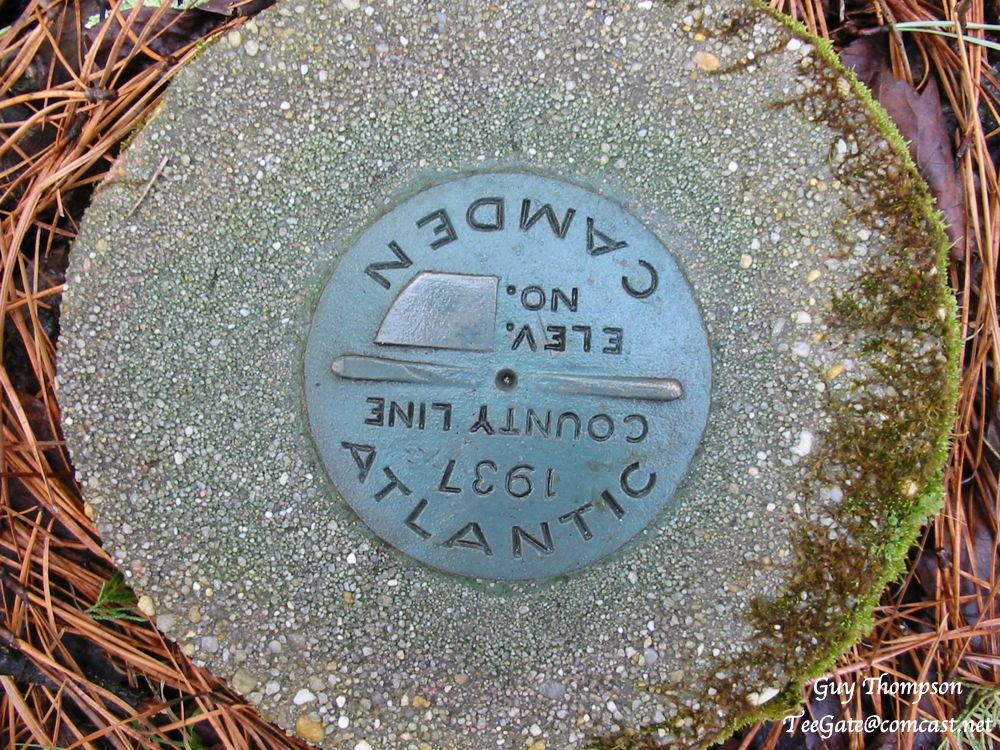 ATLANTIC
1937
COUNTY LINE
ELEV.
NO.
CAMDEN
Guy Thompson
TeeGate@comcast.net